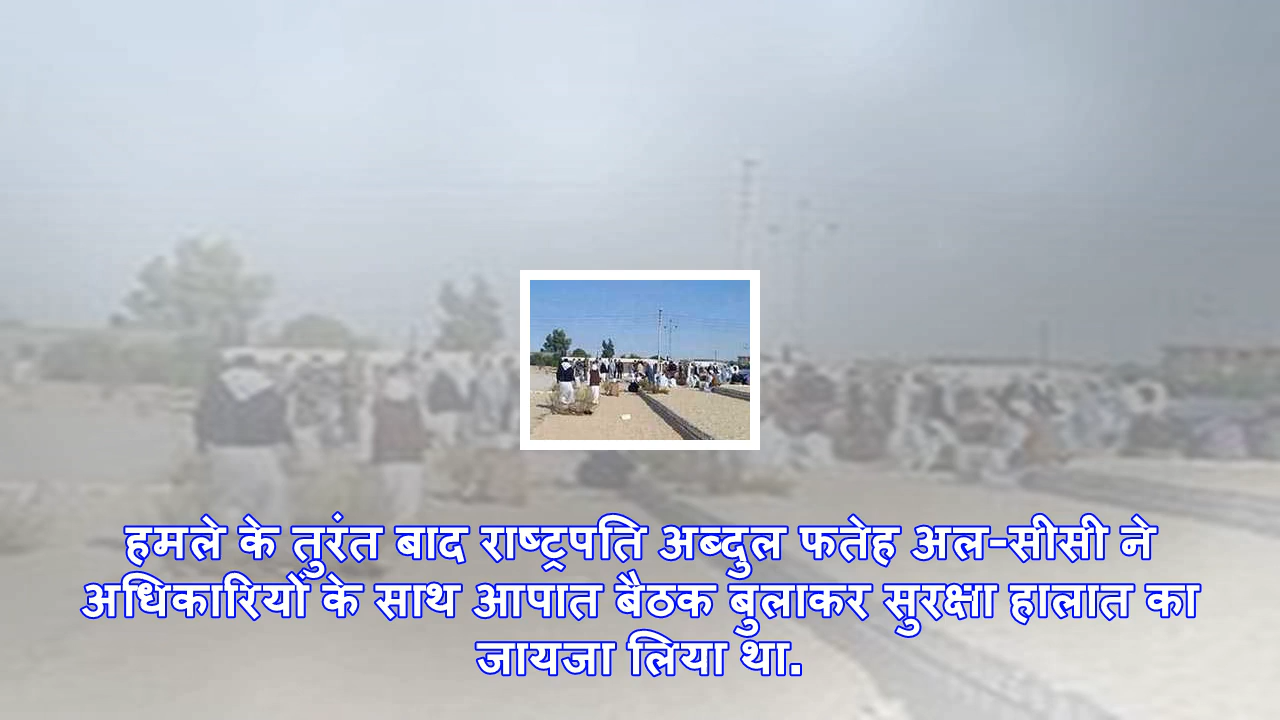 हमले के तुरंत बाद राष्ट्रपति अब्दुल फतेह अल-सीसी ने
अधिकारियों के साथ आपात बैठक बुलाकर सुरक्षा हालात का
जायजा लिया था.